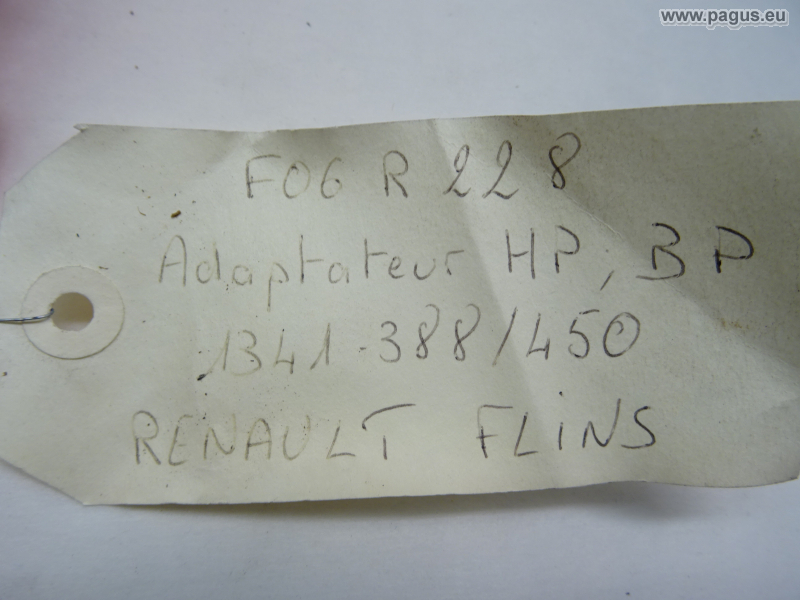 www.pagus.eu
F06 R 228
Adaptateur HP, BP
1341-388/450
RENAULT FLiNS